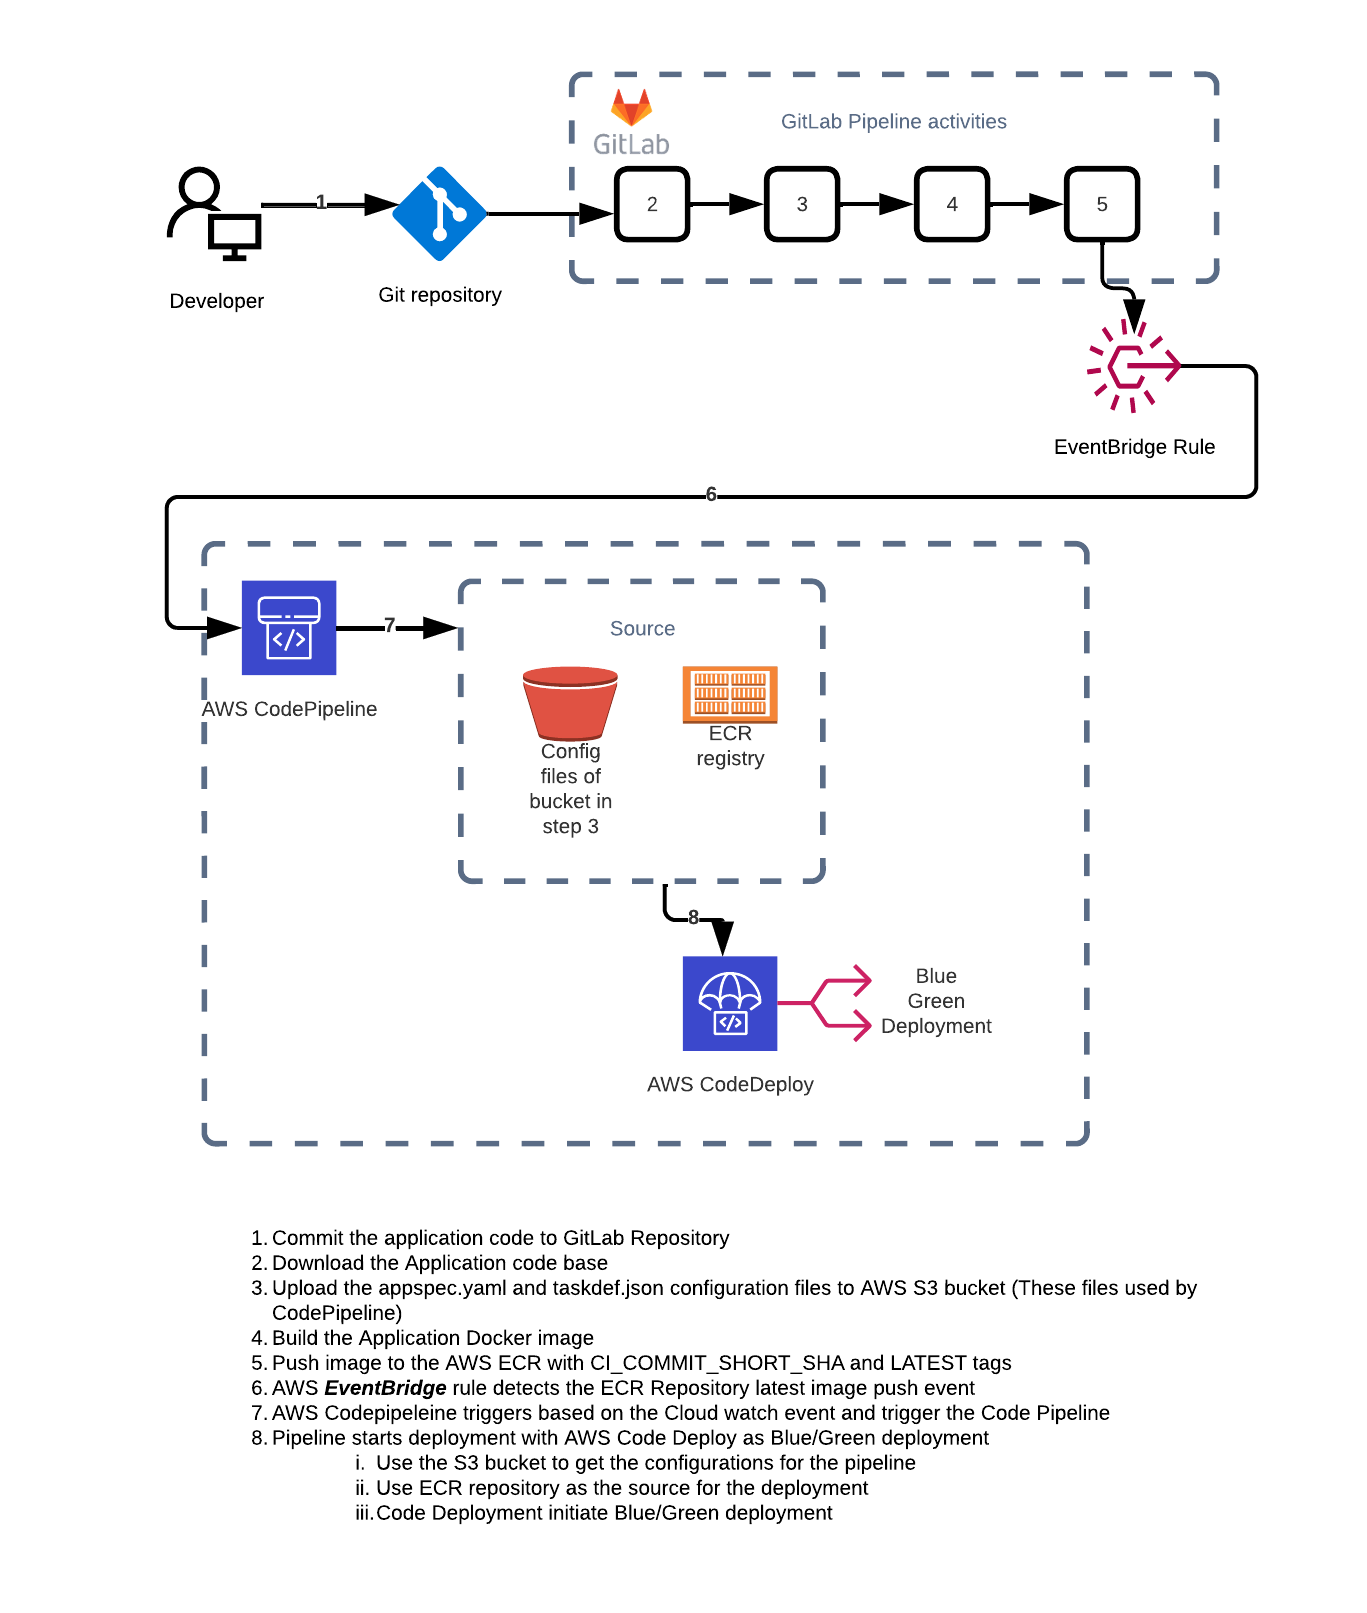 GitLab
GitLab Pipeline activities
1
2
3
4
5
Developer
Git repository
EventBridge Rule
6
7
Source
AWS CodePipeline
Config
files of
bucket in
step 3
ECR
registry
8
Blue
Green
Deployment
AWS CodeDeploy
1. Commit the application code to GitLab Repository
2. Download the Application code base
3. Upload the appspec.yaml and taskdef.json configuration files to AWS S3 bucket (These files used by
CodePipeline)
4. Build the Application Docker image
5. Push image to the AWS ECR with CI_COMMIT_SHORT_SHA and LATEST tags
6. AWS EventBridge rule detects the ECR Repository latest image push event
7. AWS Codepipeleine triggers based on the Cloud watch event and trigger the Code Pipeline
8. Pipeline starts deployment with AWS Code Deploy as Blue/Green deployment
i. Use the S3 bucket to get the configurations for the pipeline
ii. Use ECR repository as the source for the deployment
iii. Code Deployment initiate Blue/Green deployment